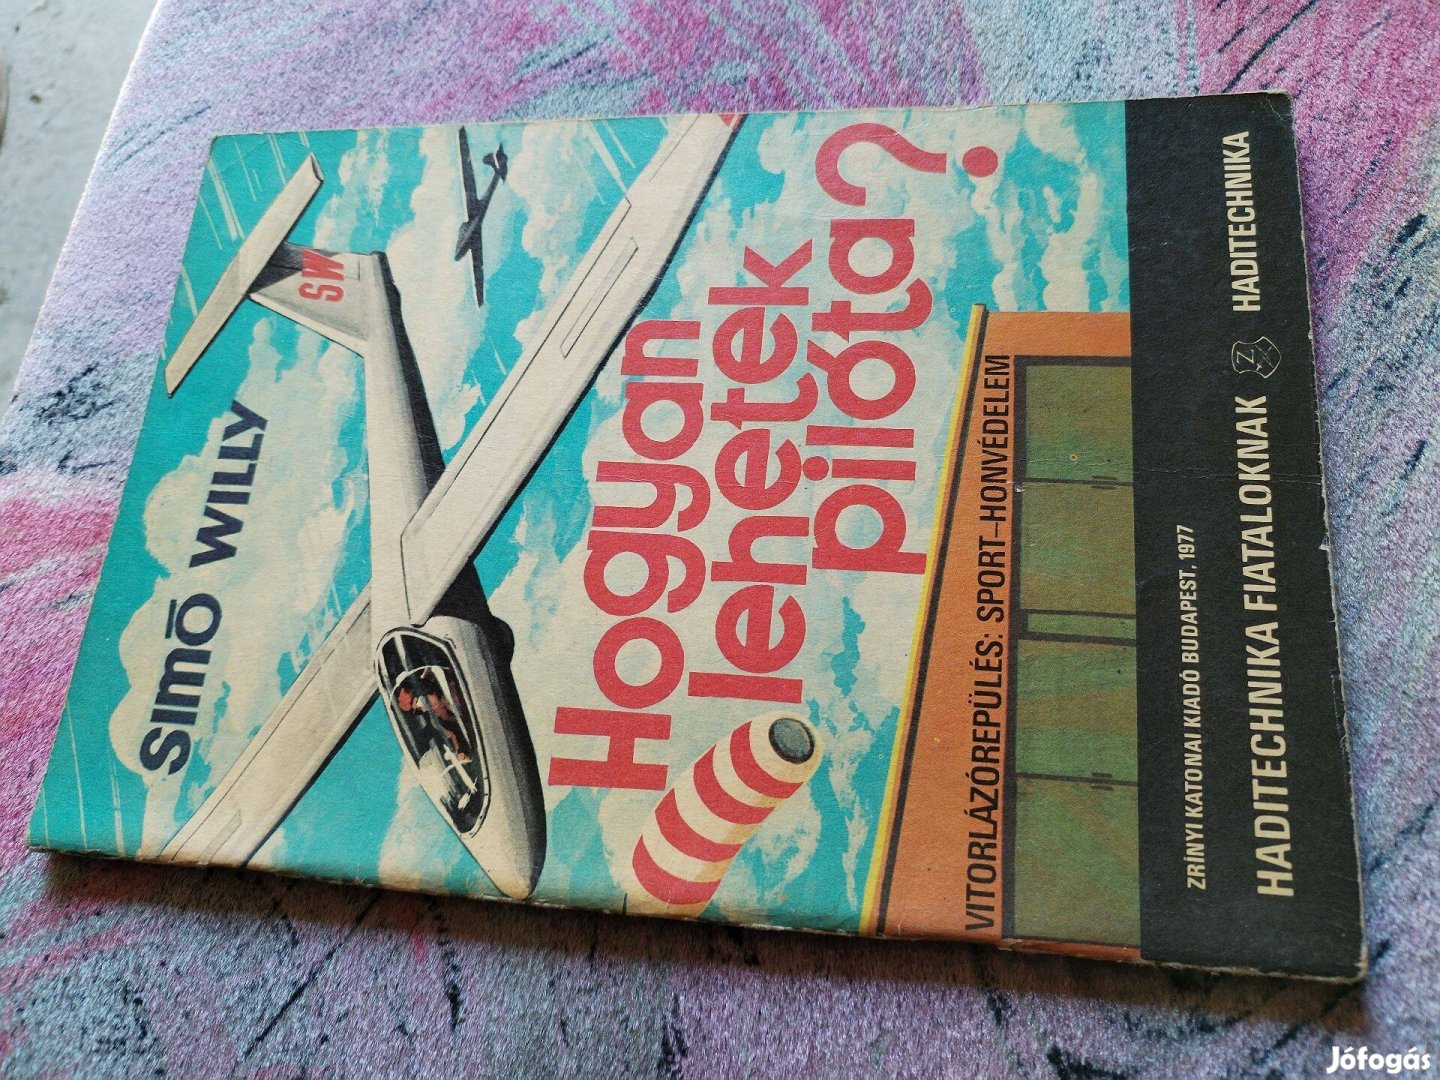 SIMÓ WILLY
SW
Hogyan
lehetek
pilóta?
VITORLÁZÓREPÜLÉS: SPORT–HONVÉDELEM
ZRÍNYI KATONAI KIADÓ BUDAPEST, 1977
HADITECHNIKA FIATALOKNAK Z HADITECHNIKA
Jófogás